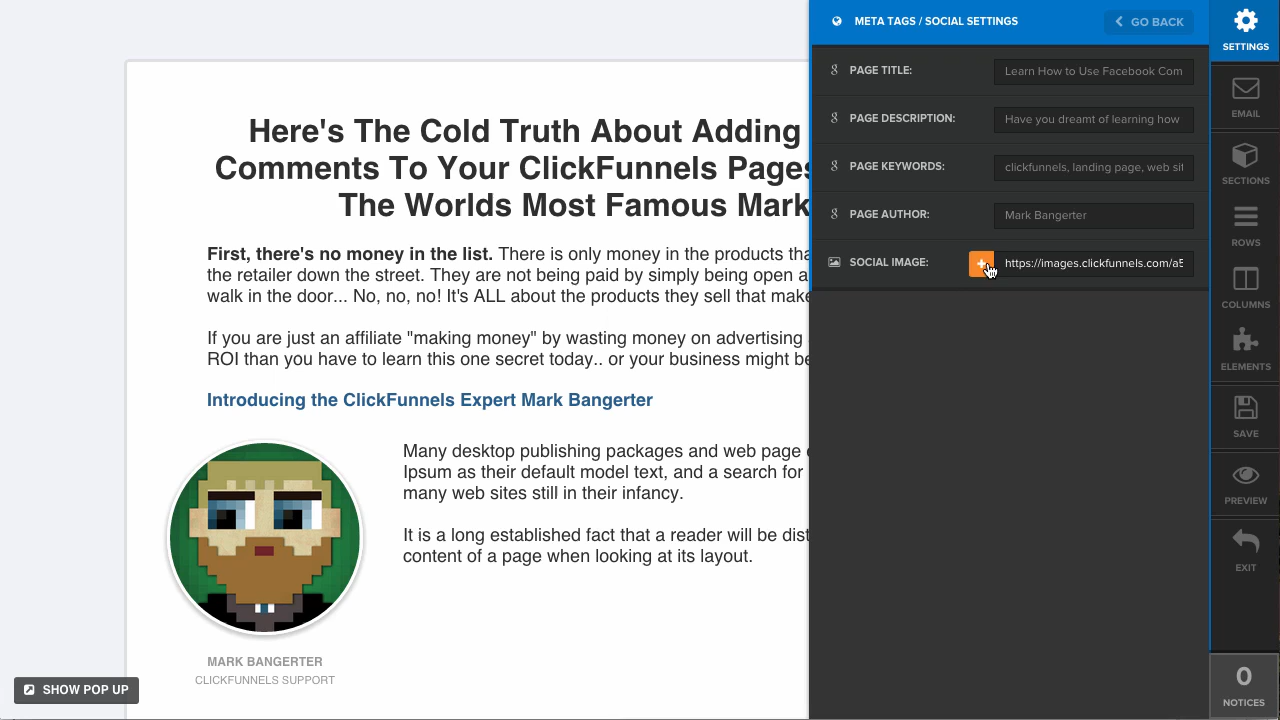 Here's The Cold Truth About Adding
Comments To Your ClickFunnels Pages
The Worlds Most Famous Mark
First, there's no money in the list. There is only money in the products tha
the retailer down the street. They are not being paid by simply being open a
walk in the door... No, no, no! It's ALL about the products they sell that make
If you are just an affiliate "making money" by wasting money on advertising
ROI than you have to learn this one secret today.. or your business might be
Introducing the ClickFunnels Expert Mark Bangerter
Many desktop publishing packages and web page
Ipsum as their default model text, and a search for
many web sites still in their infancy.
It is a long established fact that a reader will be dist
content of a page when looking at its layout.
MARK BANGERTER
CLICKFUNNELS SUPPORT
SHOW POP UP
META TAGS / SOCIAL SETTINGS
GO BACK
PAGE TITLE: Learn How to Use Facebook Com
PAGE DESCRIPTION: Have you dreamt of learning how
PAGE KEYWORDS: clickfunnels, landing page, web sit
PAGE AUTHOR: Mark Bangerter
SOCIAL IMAGE: + https://images.clickfunnels.com/a5
SETTINGS
EMAIL
SECTIONS
ROWS
COLUMNS
ELEMENTS
SAVE
PREVIEW
EXIT
0
NOTICES